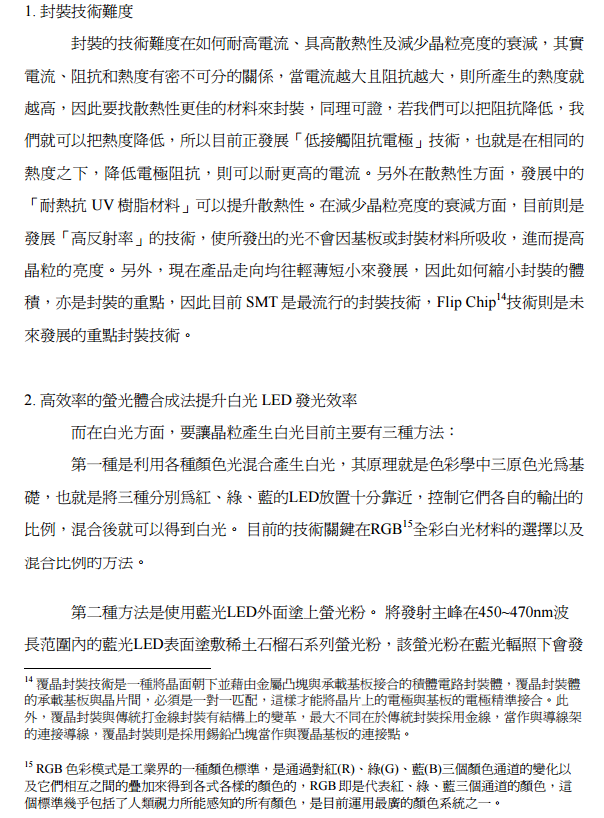 1. 封裝技術難度
封裝的技術難度在如何耐高電流、具高散熱性及減少晶粒亮度的衰減，其實
電流、阻抗和熱度有密不可分的關係，當電流越大且阻抗越大，則所產生的熱度就
越高，因此要找散熱性更佳的材料來封裝，同理可證，若我們可以把阻抗降低，我
們就可以把熱度降低，所以目前正發展「低接觸阻抗電極」技術，也就是在相同的
熱度之下，降低電極阻抗，則可以耐更高的電流。另外在散熱性方面，發展中的
「耐熱抗 UV 樹脂材料」可以提升散熱性。在減少晶粒亮度的衰減方面，目前則是
發展「高反射率」的技術，使所發出的光不會因基板或封裝材料所吸收，進而提高
晶粒的亮度。另外，現在產品走向均往輕薄短小來發展，因此如何縮小封裝的體
積，亦是封裝的重點，因此目前 SMT 是最流行的封裝技術，Flip Chip14技術則是未
來發展的重點封裝技術。
2. 高效率的螢光體合成法提升白光 LED 發光效率
而在白光方面，要讓晶粒產生白光目前主要有三種方法：
第一種是利用各種顏色光混合產生白光，其原理就是色彩學中三原色光為基
礎，也就是將三種分別為紅、綠、藍的LED放置十分靠近，控制它們各自的輸出的
比例，混合後就可以得到白光。 目前的技術關鍵在RGB15全彩白光材料的選擇以及
混合比例的方法。
第二種方法是使用藍光LED外面塗上螢光粉。 將發射主峰在450~470nm波
長范圍內的藍光LED表面塗敷稀土石榴石系列螢光粉，該螢光粉在藍光輻照下會發
14 覆晶封裝技術是一種將晶面朝下並藉由金屬凸塊與承載基板接合的積體電路封裝體，覆晶封裝體
的承載基板與晶片間，必須是一對一匹配，這樣才能將晶片上的電極與基板的電極精準接合。此
外，覆晶封裝與傳統打金線封裝有結構上的變革，最大不同在於傳統封裝採用金線，當作與導線架
的連接導線，覆晶封裝則是採用錫鉛凸塊當作與覆晶基板的連接點。
15 RGB 色彩模式是工業界的一種顏色標準，是通過對紅(R)、綠(G)、藍(B)三個顏色通道的變化以
及它們相互之間的疊加來得到各式各樣的顏色的，RGB 即是代表紅、綠、藍三個通道的顏色，這
個標準幾乎包括了人類視力所能感知的所有顏色，是目前運用最廣的顏色系統之一。